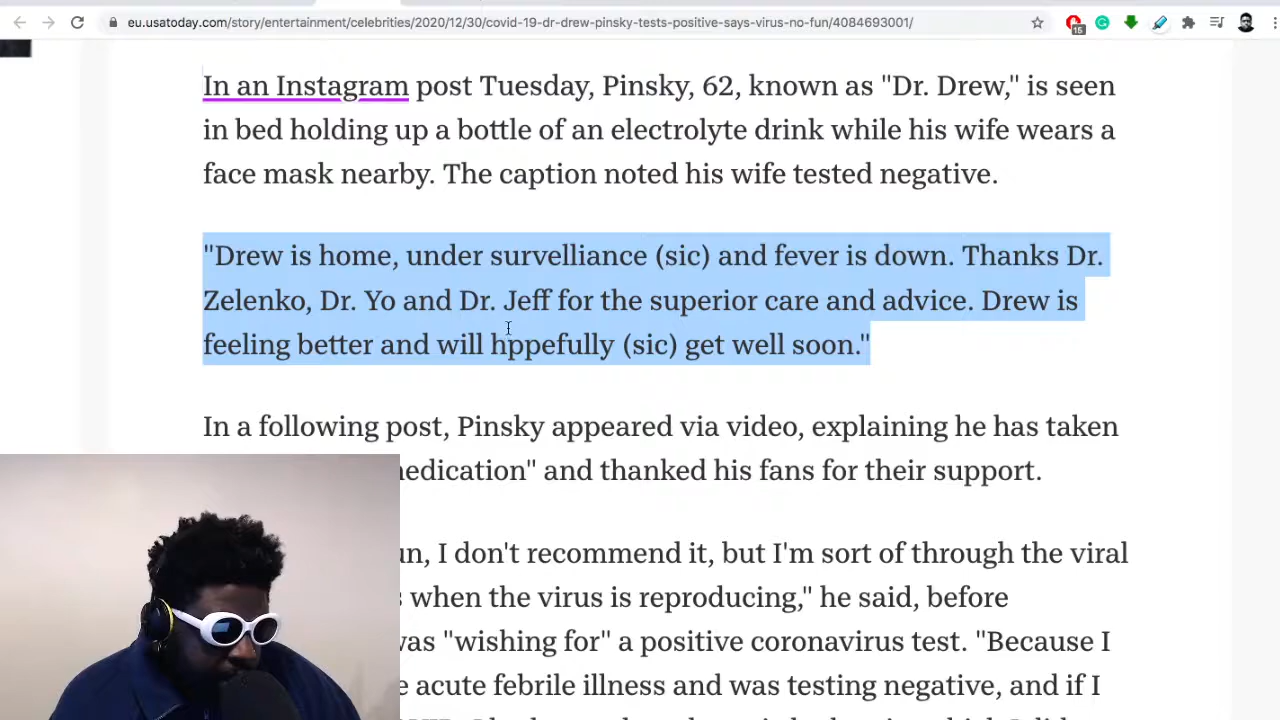 eu.usatoday.com/story/entertainment/celebrities/2020/12/30/covid-19-dr-drew-pinsky-tests-positive-says-virus-no-fun/4084693001/
15
In an Instagram post Tuesday, Pinsky, 62, known as "Dr. Drew," is seen
in bed holding up a bottle of an electrolyte drink while his wife wears a
face mask nearby. The caption noted his wife tested negative.
"Drew is home, under survelliance (sic) and fever is down. Thanks Dr.
Zelenko, Dr. Yo and Dr. Jeff for the superior care and advice. Drew is
feeling better and will hppefully (sic) get well soon."
In a following post, Pinsky appeared via video, explaining he has taken
and thanked his fans for their support.
I don't recommend it, but I'm sort of through the viral
when the virus is reproducing," he said, before
"wishing for" a positive coronavirus test. "Because I
acute febrile illness and was testing negative, and if I